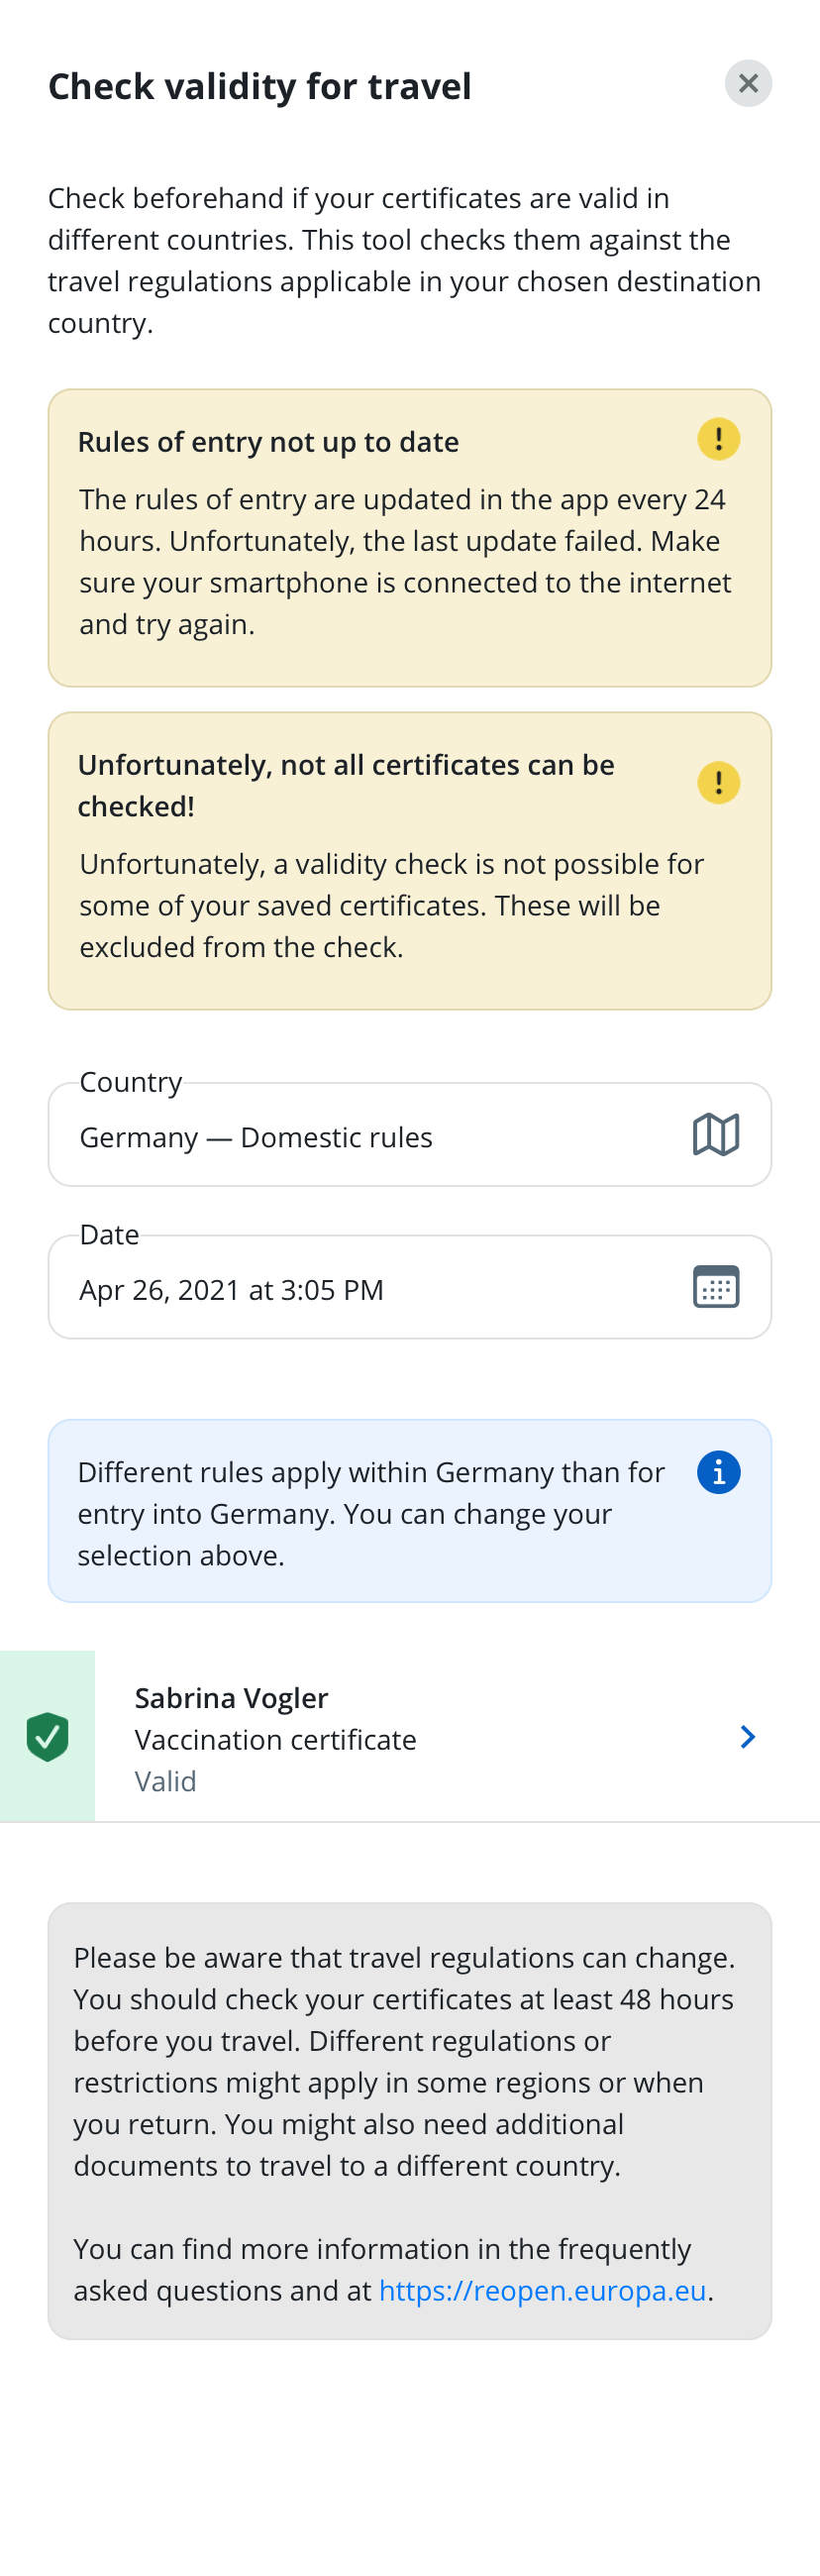 Check validity for travel
Check beforehand if your certificates are valid in
different countries. This tool checks them against the
travel regulations applicable in your chosen destination
country.
Rules of entry not up to date
The rules of entry are updated in the app every 24
hours. Unfortunately, the last update failed. Make
sure your smartphone is connected to the internet
and try again.
Unfortunately, not all certificates can be
checked!
Unfortunately, a validity check is not possible for
some of your saved certificates. These will be
excluded from the check.
Country
Germany — Domestic rules
Date
Apr 26, 2021 at 3:05 PM
Different rules apply within Germany than for
entry into Germany. You can change your
selection above.
Sabrina Vogler
Vaccination certificate
Valid
Please be aware that travel regulations can change.
You should check your certificates at least 48 hours
before you travel. Different regulations or
restrictions might apply in some regions or when
you return. You might also need additional
documents to travel to a different country.
You can find more information in the frequently
asked questions and at https://reopen.europa.eu.